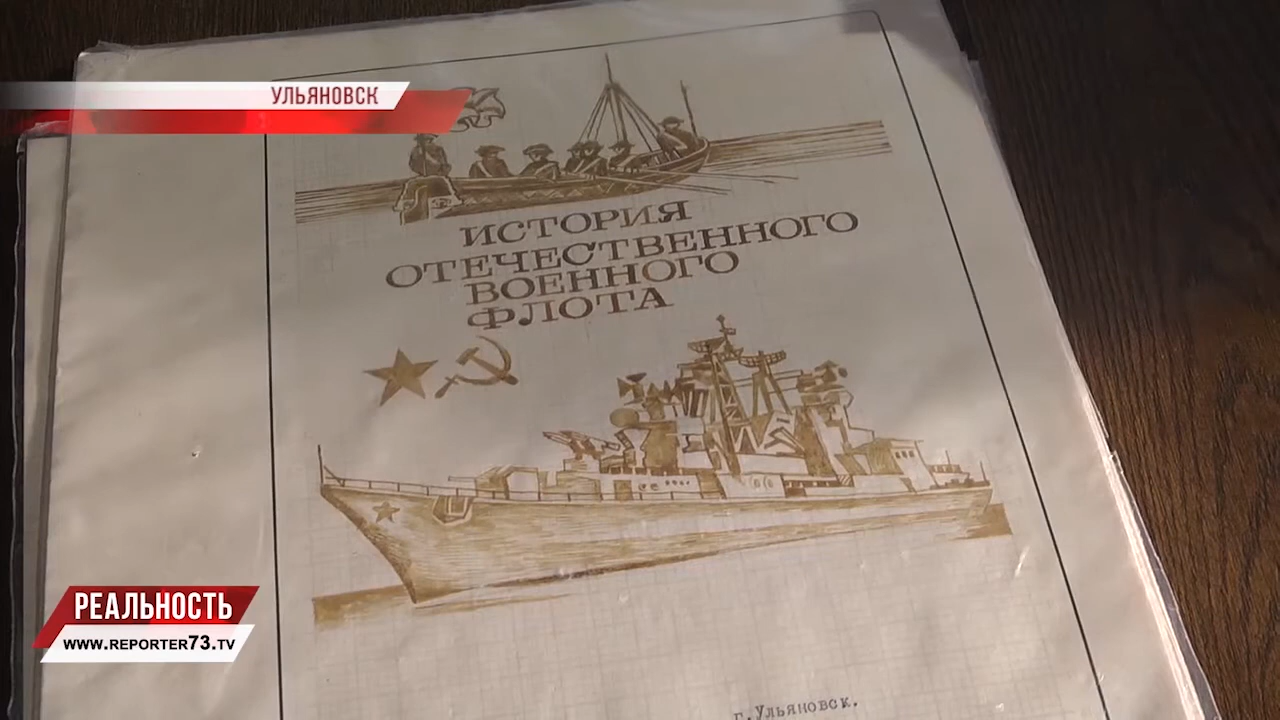 УЛЬЯНОВСК
ИСТОРИЯ
ОТЕЧЕСТВЕННОГО
ВОЕННОГО
ФЛОТА
РЕАЛЬНОСТЬ
WWW.REPORTER73.TV
г.Ульяновск.